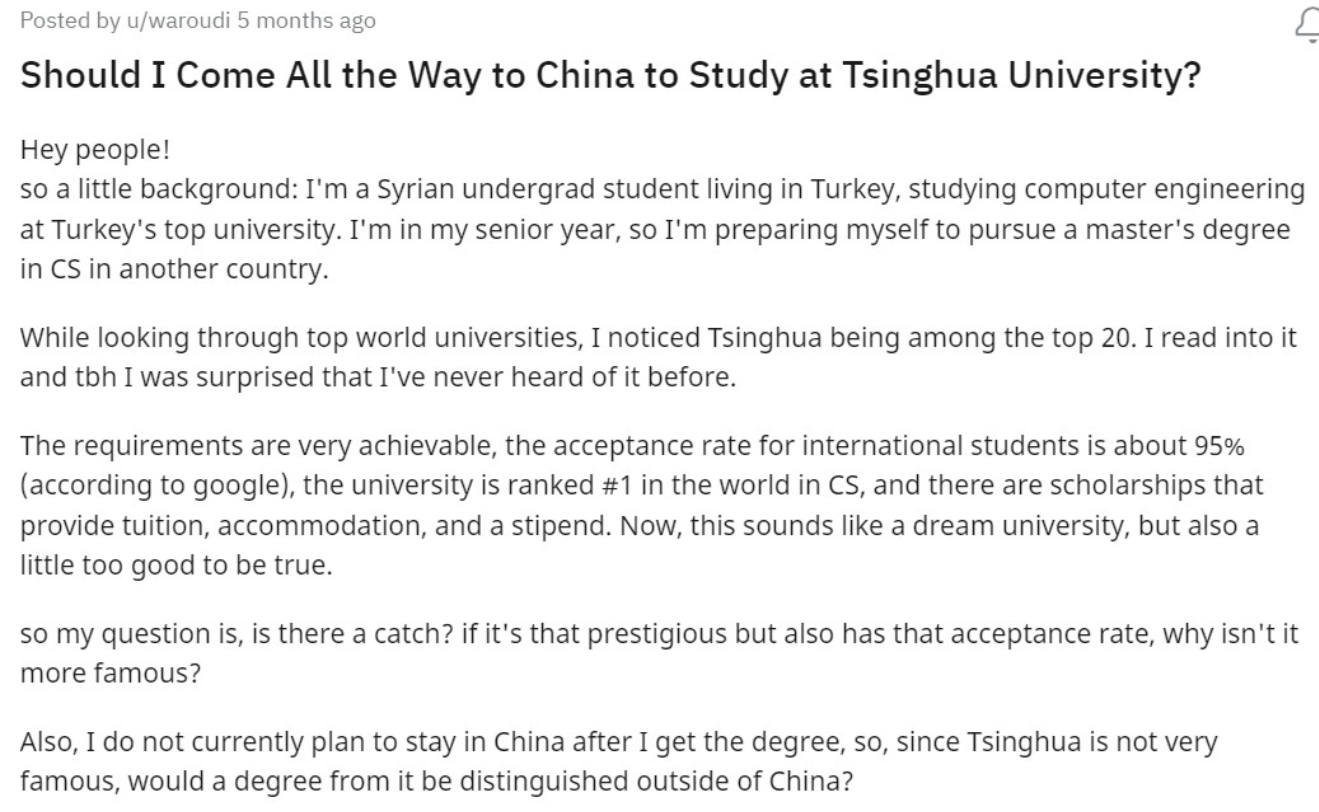 Posted by u/waroudi 5 months ago
Should I Come All the Way to China to Study at Tsinghua University?
Hey people!
so a little background: I'm a Syrian undergrad student living in Turkey, studying computer engineering
at Turkey's top university. I'm in my senior year, so I'm preparing myself to pursue a master's degree
in CS in another country.
While looking through top world universities, I noticed Tsinghua being among the top 20. I read into it
and tbh I was surprised that I've never heard of it before.
The requirements are very achievable, the acceptance rate for international students is about 95%
(according to google), the university is ranked #1 in the world in CS, and there are scholarships that
provide tuition, accommodation, and a stipend. Now, this sounds like a dream university, but also a
little too good to be true.
so my question is, is there a catch? if it's that prestigious but also has that acceptance rate, why isn't it
more famous?
Also, I do not currently plan to stay in China after I get the degree, so, since Tsinghua is not very
famous, would a degree from it be distinguished outside of China?